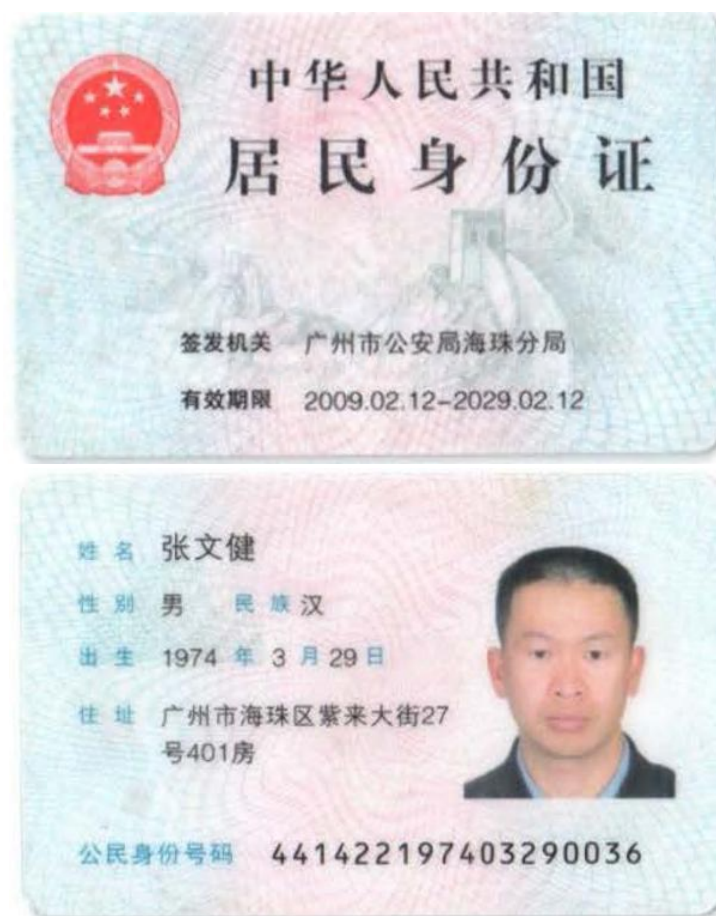 中华人民共和国
居民身份证
签发机关 广州市公安局海珠分局
有效期限 2009.02.12-2029.02.12
姓名 张文健
性别 男 民族 汉
出生 1974 年 3 月 29 日
住址 广州市海珠区紫来大街27
号401房
公民身份号码 441422197403290036